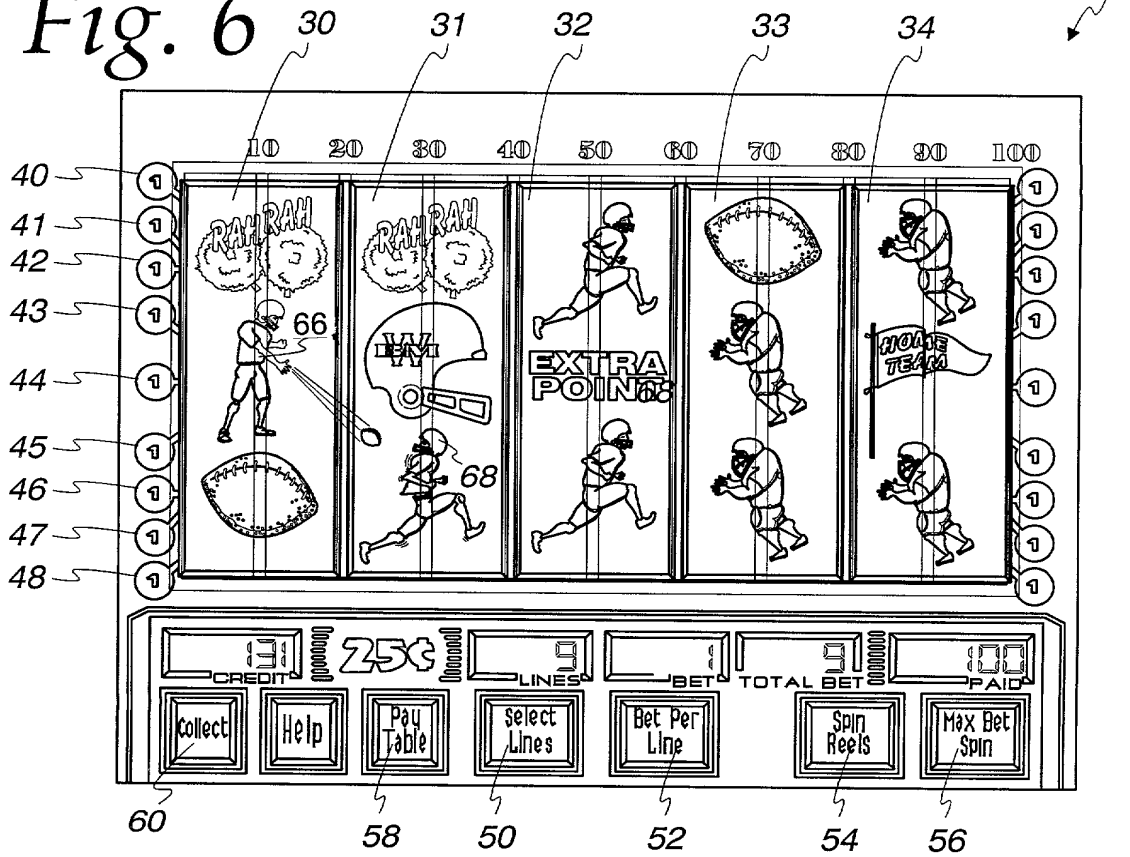 Fig. 6
30 31 32 33 34
10 20 30 40 50 60 70 80 90 100
40 1 1
41 1 1
42 1 1
43 1 1
44 1 1
45 1 1
46 1 1
47 1 1
48 1 1
RAH RAH RAH RAH
66
HOME
TEAM
EXTRA
POINT
68
68
131 25¢ 9 1 9 100
CREDIT LINES BET TOTAL BET PAID
Collect Help Pay Table Select Lines Bet Per Line Spin Reels Max Bet Spin
60 58 50 52 54 56